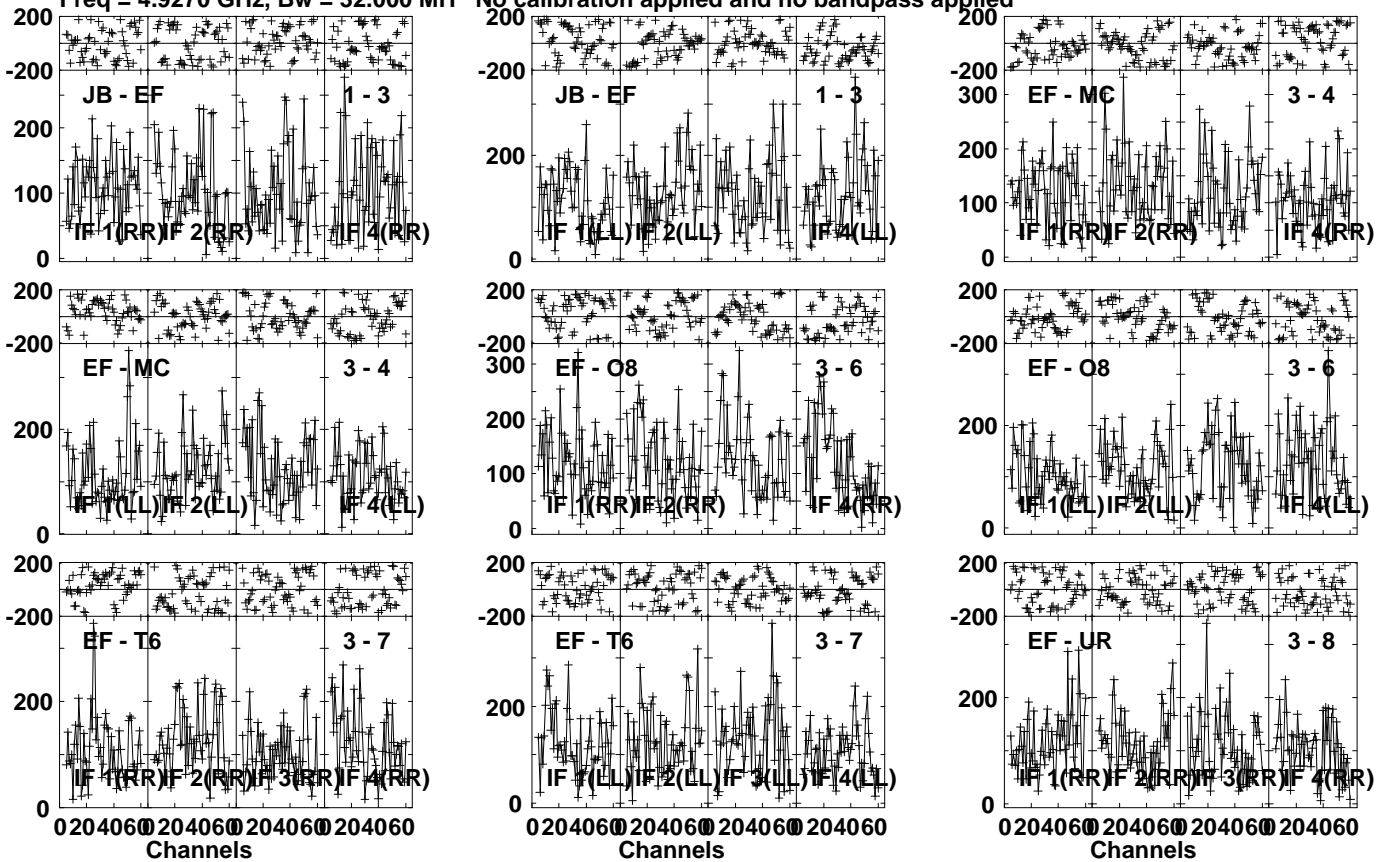 Freq = 4.9270 GHz, Bw = 32.000 MH No calibration applied and no bandpass applied
200
-200
JB - EF
1 - 3
200
100
0
IF 1(RR)
IF 2(RR)
IF 4(RR)
200
-200
JB - EF
1 - 3
200
0
IF 1(LL)
IF 2(LL)
IF 4(LL)
200
-200
EF - MC
3 - 4
300
200
100
0
IF 1(RR)
IF 2(RR)
IF 4(RR)
200
-200
EF - MC
3 - 4
200
0
IF 1(LL)
IF 2(LL)
IF 4(LL)
200
-200
EF - O8
3 - 6
300
200
100
0
IF 1(RR)
IF 2(RR)
IF 4(RR)
200
-200
EF - O8
3 - 6
200
0
IF 1(LL)
IF 2(LL)
IF 4(LL)
200
-200
EF - T6
3 - 7
200
0
IF 1(RR)
IF 2(RR)
IF 3(RR)
IF 4(RR)
0 20 40 60 0 20 40 60 0 20 40 60 0 20 40 60
Channels
200
-200
EF - T6
3 - 7
200
0
IF 1(LL)
IF 2(LL)
IF 3(LL)
IF 4(LL)
0 20 40 60 0 20 40 60 0 20 40 60 0 20 40 60
Channels
200
-200
EF - UR
3 - 8
200
0
IF 1(RR)
IF 2(RR)
IF 3(RR)
IF 4(RR)
0 20 40 60 0 20 40 60 0 20 40 60 0 20 40 60
Channels